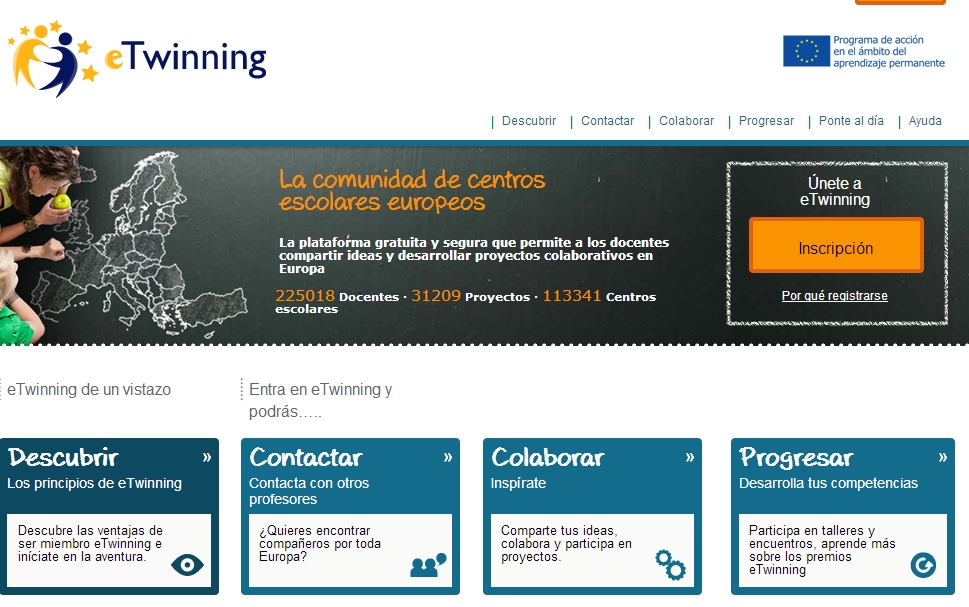 eTwinning
Programa de acción
en el ámbito del
aprendizaje permanente
Descubrir
Contactar
Colaborar
Progresar
Ponte al día
Ayuda
La comunidad de centros
escolares europeos
La plataforma gratuita y segura que permite a los docentes
compartir ideas y desarrollar proyectos colaborativos en
Europa
225018 Docentes · 31209 Proyectos · 113341 Centros
escolares
Únete a
eTwinning
Inscripción
Por qué registrarse
eTwinning de un vistazo
Entra en eTwinning y
podrás.....
Descubrir »
Los principios de eTwinning
Descubre las ventajas de
ser miembro eTwinning e
iníciate en la aventura.
Contactar »
Contacta con otros
profesores
¿Quieres encontrar
compañeros por toda
Europa?
Colaborar »
Inspírate
Comparte tus ideas,
colabora y participa en
proyectos.
Progresar »
Desarrolla tus competencias
Participa en talleres y
encuentros, aprende más
sobre los premios
eTwinning